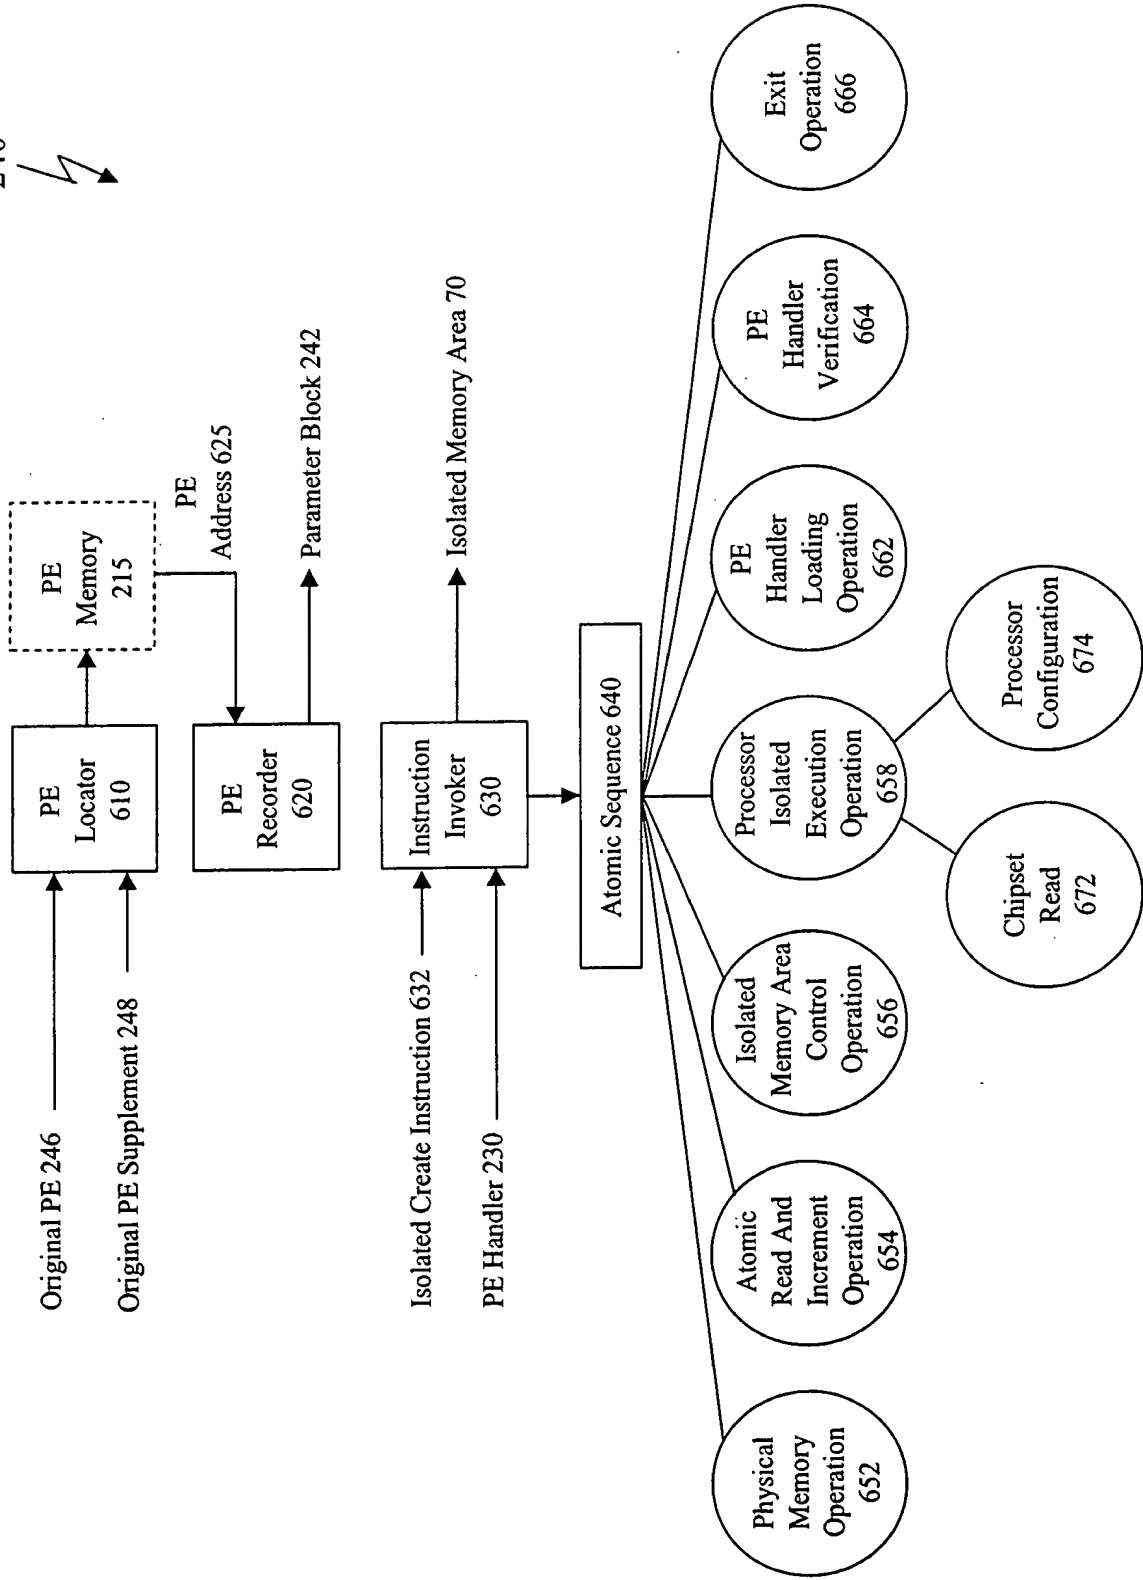 Original PE 246
Original PE Supplement 248
PE
Locator
610
PE
Memory
215
PE
Address 625
PE
Recorder
620
Parameter Block 242
Isolated Create Instruction 632
PE Handler 230
Instruction
Invoker
630
Isolated Memory Area 70
Atomic Sequence 640
Physical
Memory
Operation
652
Atomic
Read And
Increment
Operation
654
Isolated
Memory Area
Control
Operation
656
Processor
Isolated
Execution
Operation
658
PE
Handler
Loading
Operation
662
PE
Handler
Verification
664
Exit
Operation
666
Chipset
Read
672
Processor
Configuration
674